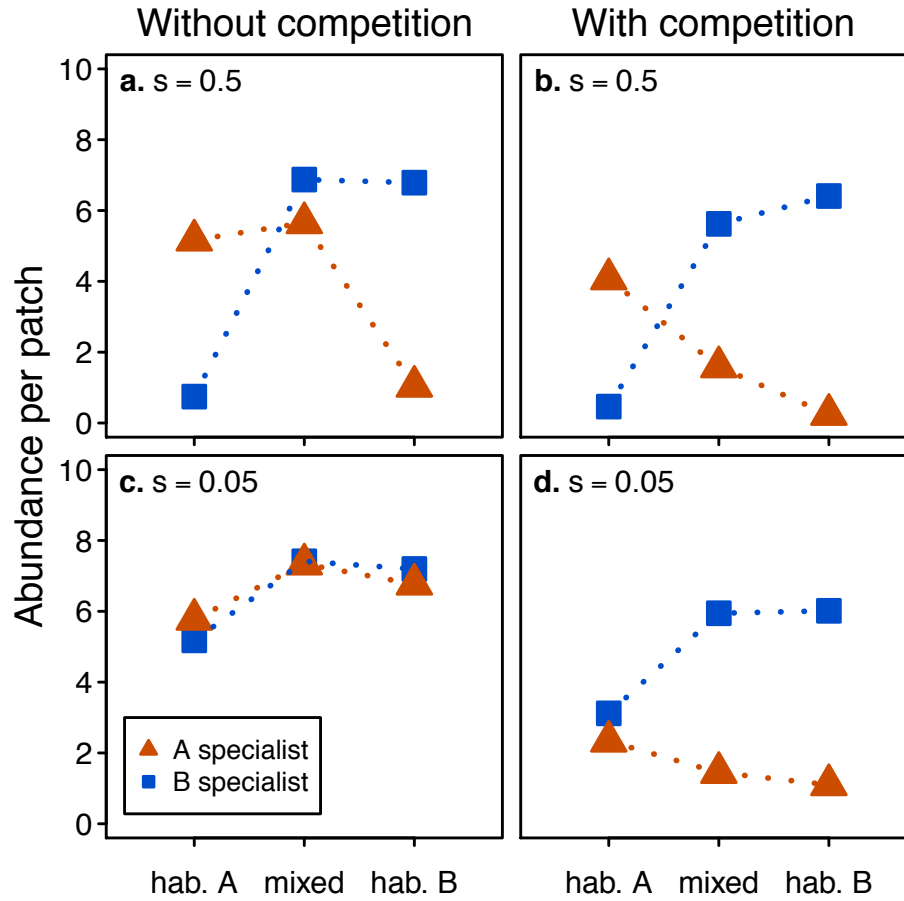 Without competition
With competition
Abundance per patch
a. s = 0.5
10
8
6
4
2
0
b. s = 0.5
c. s = 0.05
10
8
6
4
2
0
A specialist
B specialist
d. s = 0.05
hab. A mixed hab. B
hab. A mixed hab. B